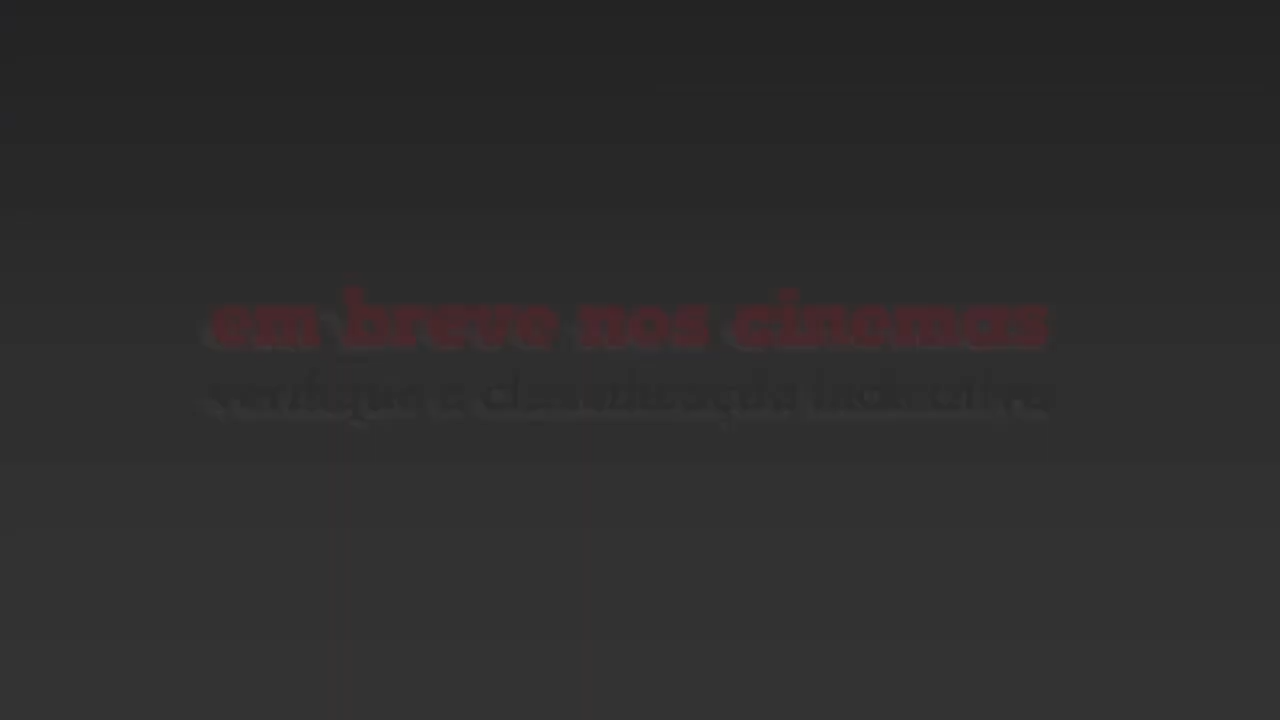 em breve nos cinemas
verifique a classificação indicativa